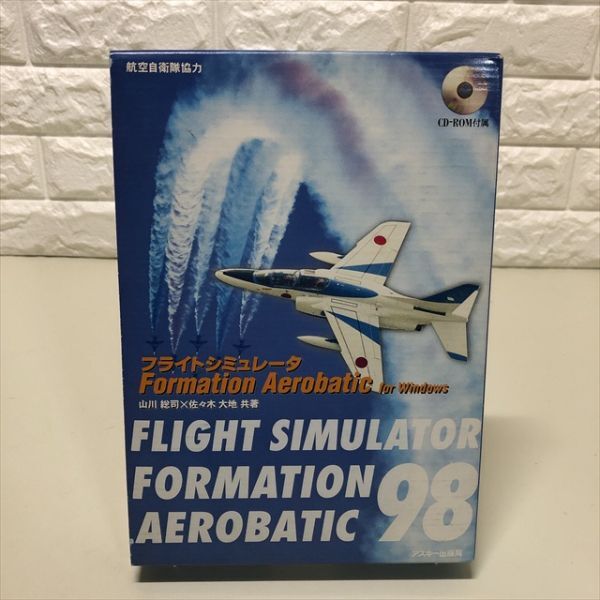 航空自衛隊協力
CD-ROM付属
フライトシミュレータ
Formation Aerobatic for Windows
山川 総司×佐々木 大地 共著
FLIGHT SIMULATOR
FORMATION
AEROBATIC 98
アスキー出版局